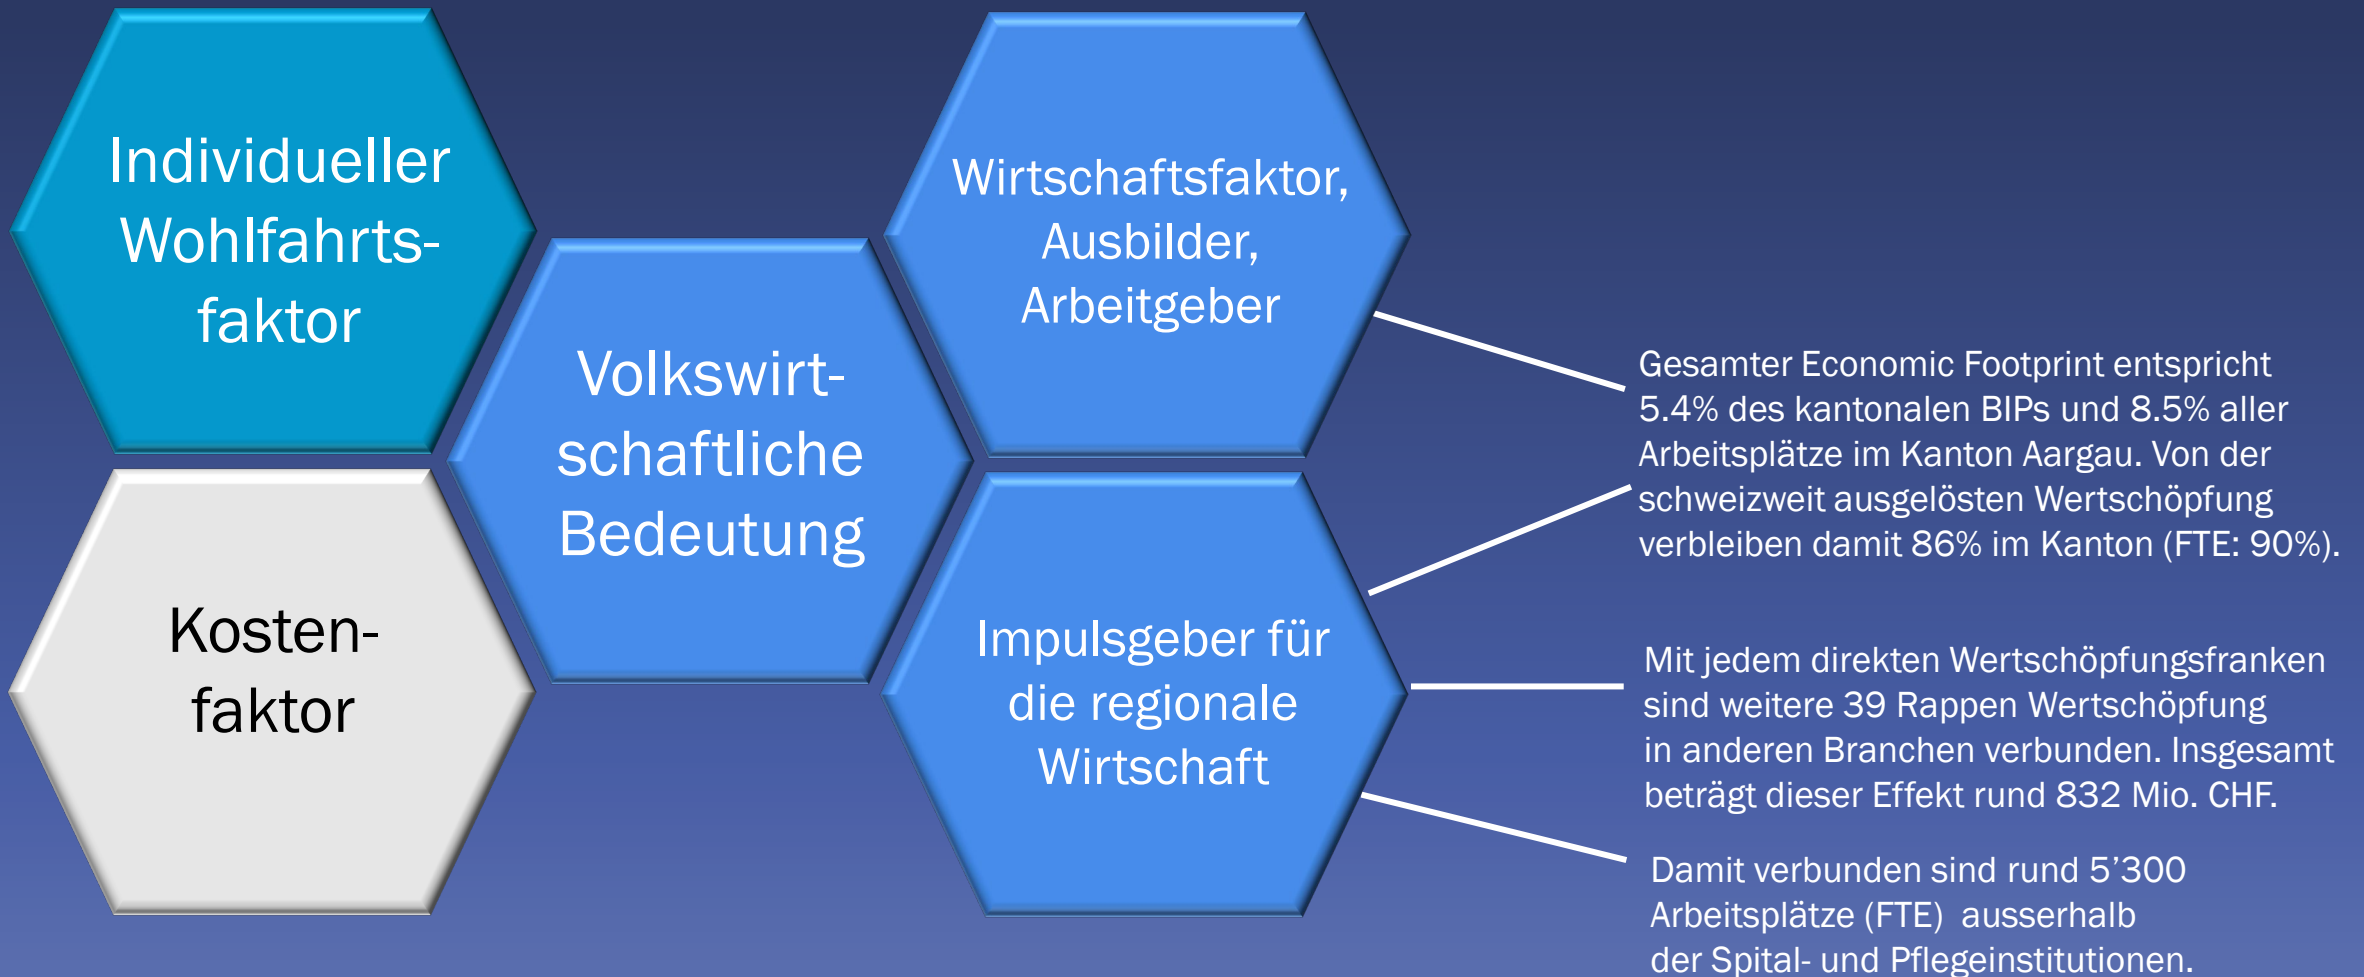 Individueller
Wohlfahrts-
faktor
Kosten-
faktor
Volkswirt-
schaftliche
Bedeutung
Wirtschaftsfaktor,
Ausbilder,
Arbeitgeber
Impulsgeber für
die regionale
Wirtschaft
Gesamter Economic Footprint entspricht
5.4% des kantonalen BIPs und 8.5% aller
Arbeitsplätze im Kanton Aargau. Von der
schweizweit ausgelösten Wertschöpfung
verbleiben damit 86% im Kanton (FTE: 90%).
Mit jedem direkten Wertschöpfungsfranken
sind weitere 39 Rappen Wertschöpfung
in anderen Branchen verbunden. Insgesamt
beträgt dieser Effekt rund 832 Mio. CHF.
Damit verbunden sind rund 5’300
Arbeitsplätze (FTE)  ausserhalb
der Spital- und Pflegeinstitutionen.